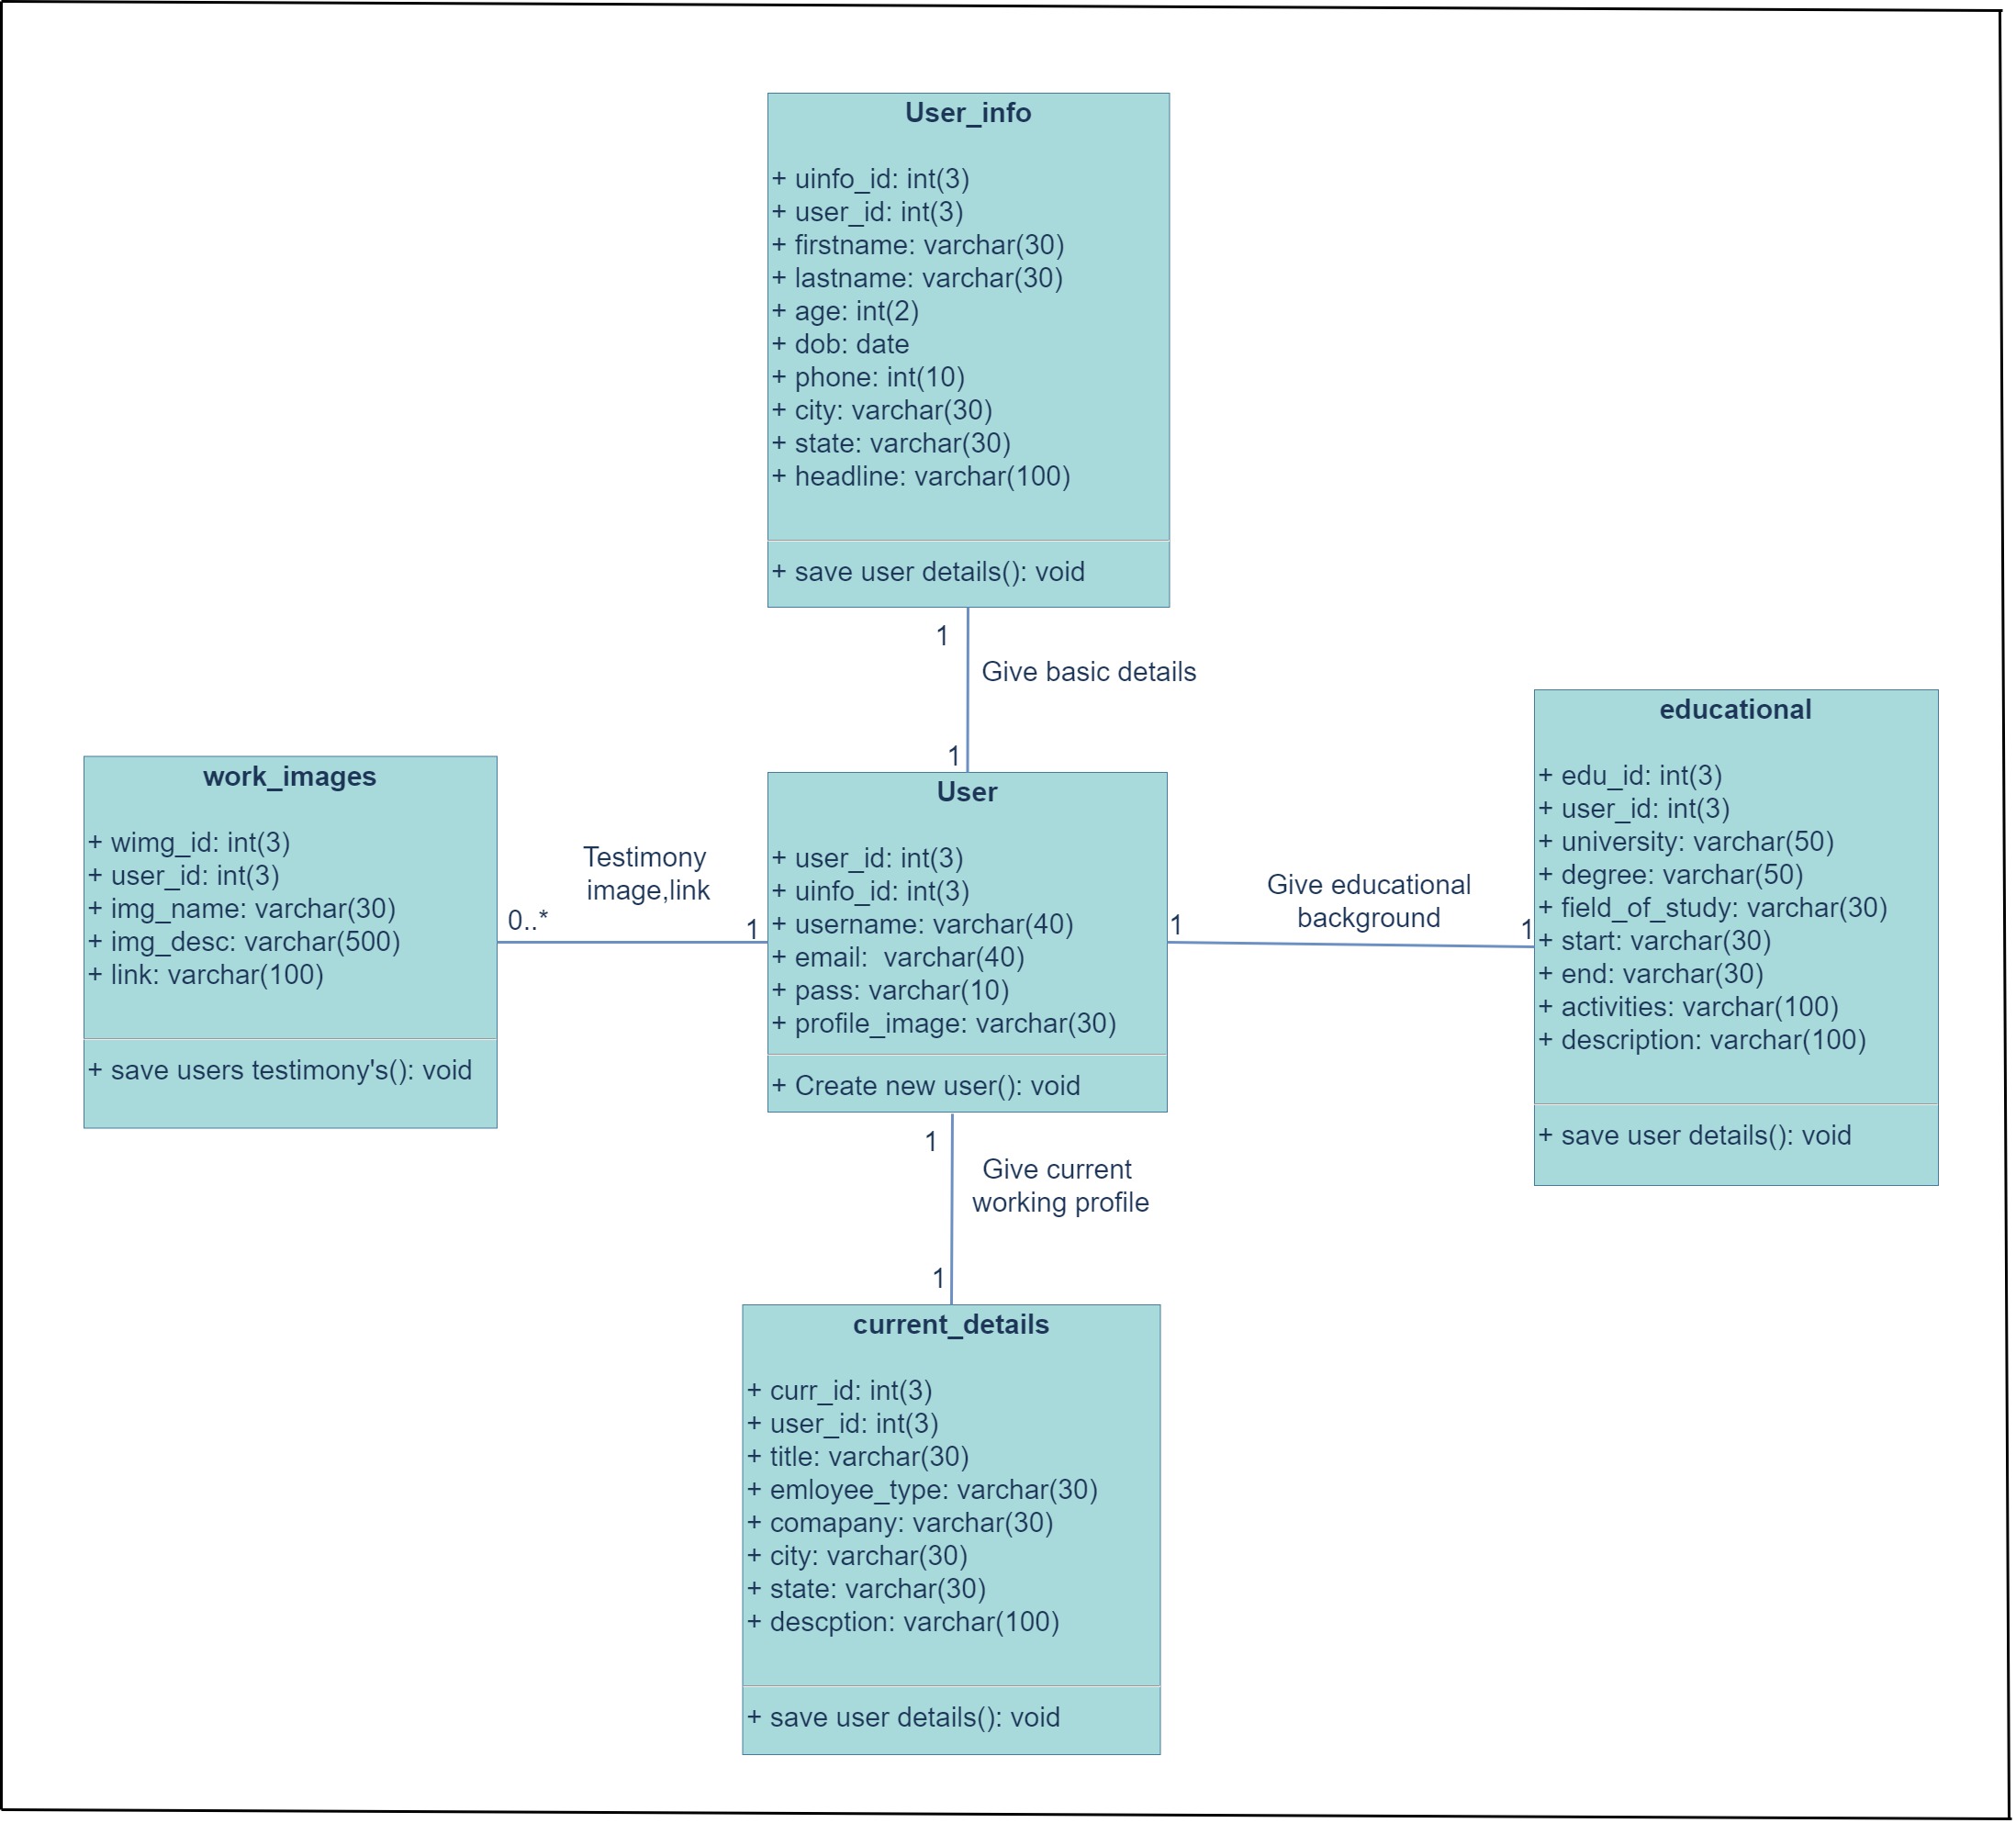 User_info
+ uinfo_id: int(3)
+ user_id: int(3)
+ firstname: varchar(30)
+ lastname: varchar(30)
+ age: int(2)
+ dob: date
+ phone: int(10)
+ city: varchar(30)
+ state: varchar(30)
+ headline: varchar(100)
+ save user details(): void
1
Give basic details
1
work_images
+ wimg_id: int(3)
+ user_id: int(3)
+ img_name: varchar(30)
+ img_desc: varchar(500)
+ link: varchar(100)
+ save users testimony's(): void
Testimony
image,link
0..*
1
User
+ user_id: int(3)
+ uinfo_id: int(3)
+ username: varchar(40)
+ email:  varchar(40)
+ pass: varchar(10)
+ profile_image: varchar(30)
+ Create new user(): void
Give educational
background
1
1
educational
+ edu_id: int(3)
+ user_id: int(3)
+ university: varchar(50)
+ degree: varchar(50)
+ field_of_study: varchar(30)
+ start: varchar(30)
+ end: varchar(30)
+ activities: varchar(100)
+ description: varchar(100)
+ save user details(): void
1
Give current
working profile
1
current_details
+ curr_id: int(3)
+ user_id: int(3)
+ title: varchar(30)
+ emloyee_type: varchar(30)
+ comapany: varchar(30)
+ city: varchar(30)
+ state: varchar(30)
+ descption: varchar(100)
+ save user details(): void